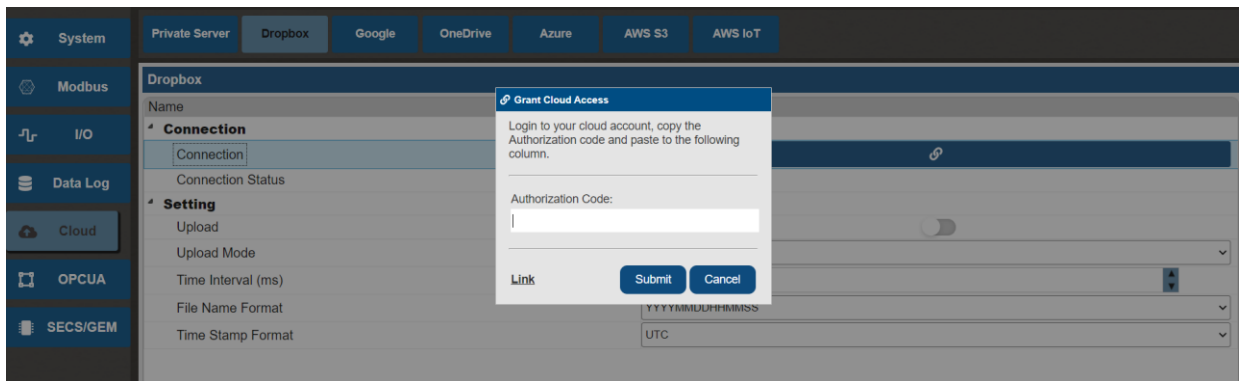 System
Private Server
Dropbox
Google
OneDrive
Azure
AWS S3
AWS IoT
Modbus
I/O
Data Log
Cloud
OPCUA
SECS/GEM
Dropbox
Name
Connection
Connection
Connection Status
Setting
Upload
Upload Mode
Time Interval (ms)
File Name Format
YYYYMMDDHHMMSS
Time Stamp Format
UTC
Grant Cloud Access
Login to your cloud account, copy the
Authorization code and paste to the following
column.
Authorization Code:
Link
Submit
Cancel